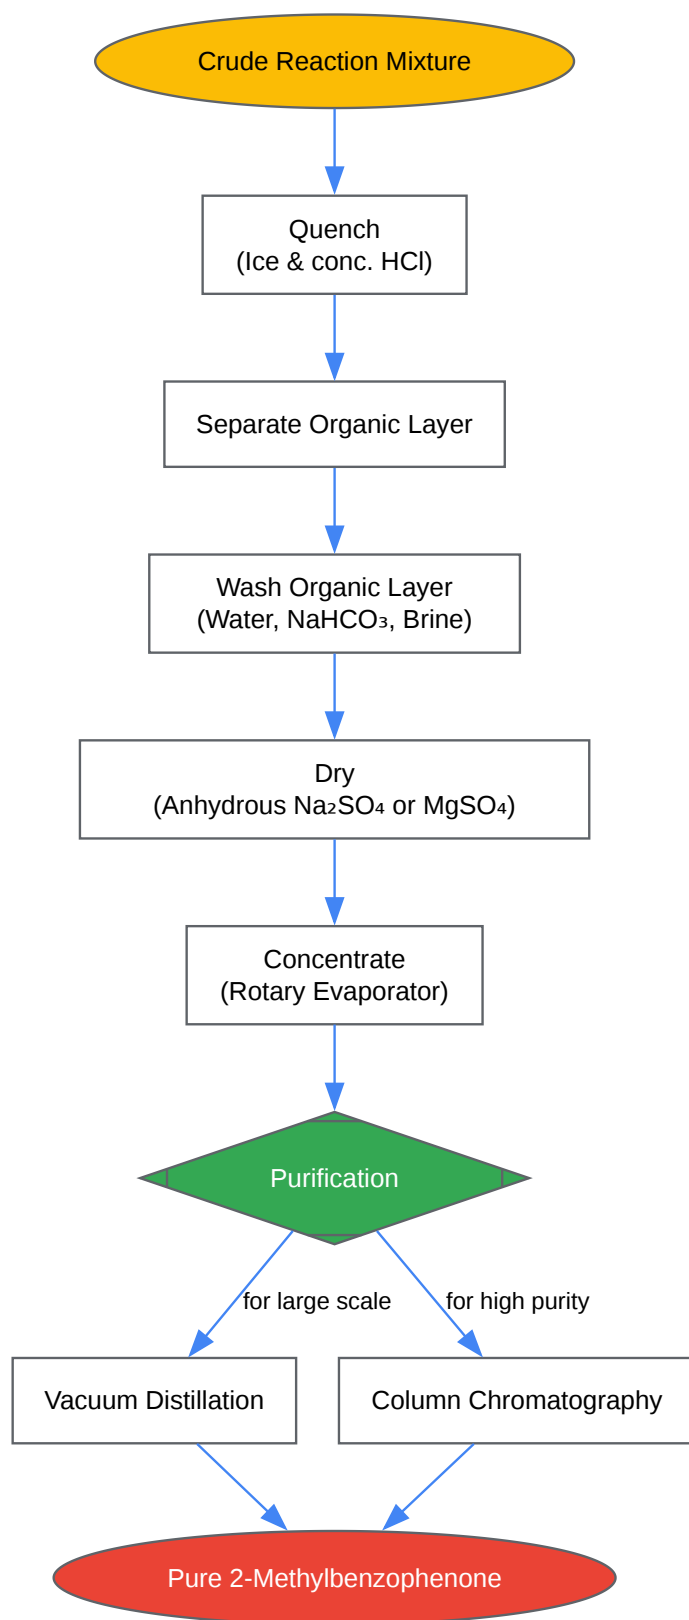 Crude Reaction Mixture
Quench
(Ice & conc. HCl)
Separate Organic Layer
Wash Organic Layer
(Water, NaHCO₃, Brine)
Dry
(Anhydrous Na₂SO₄ or MgSO₄)
Concentrate
(Rotary Evaporator)
Purification
for large scale
for high purity
Vacuum Distillation
Column Chromatography
Pure 2-Methylbenzophenone